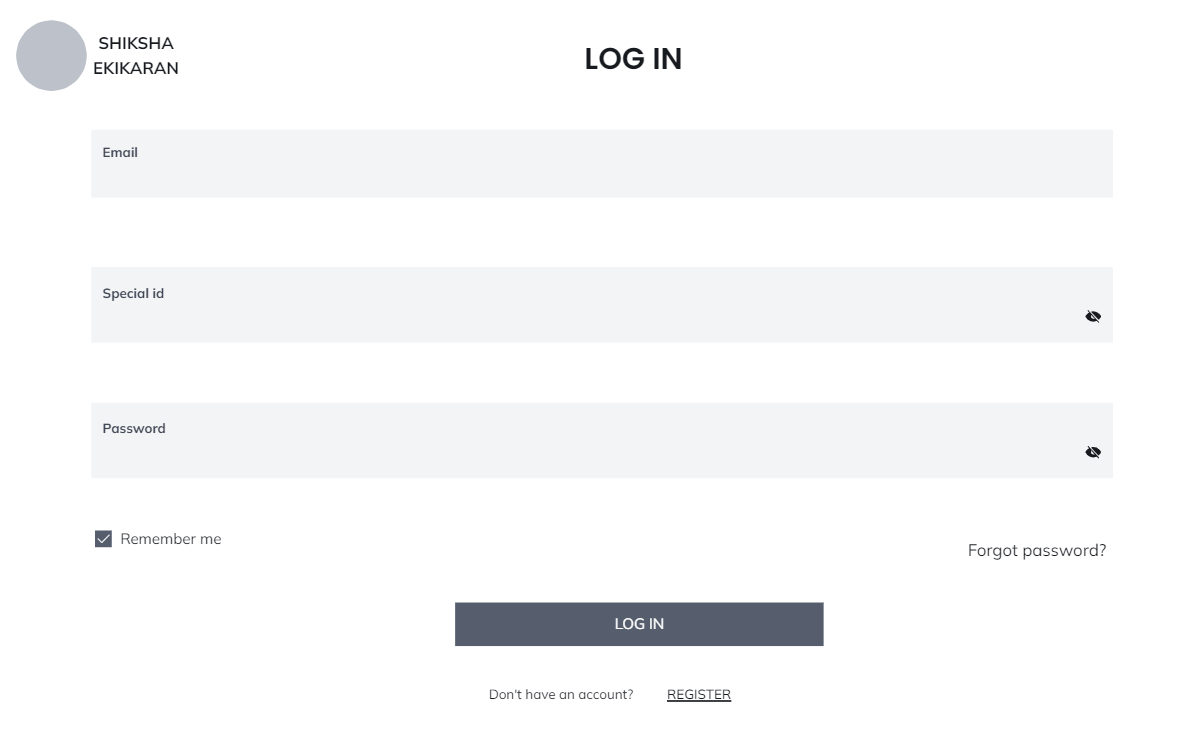 SHIKSHA
EKIKARAN
LOG IN
Email
Special id
Password
Remember me
Forgot password?
LOG IN
Don't have an account? REGISTER